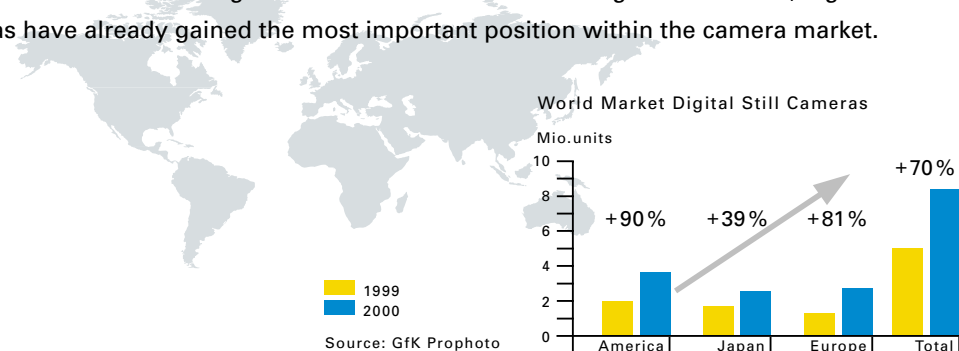 have already gained the most important position within the camera market.
World Market Digital Still Cameras
Mio.units
10
+70%
8
+90% +39% +81%
6
4
1999
2
2000
0
Source: GfK Prophoto
America Japan Europe Total